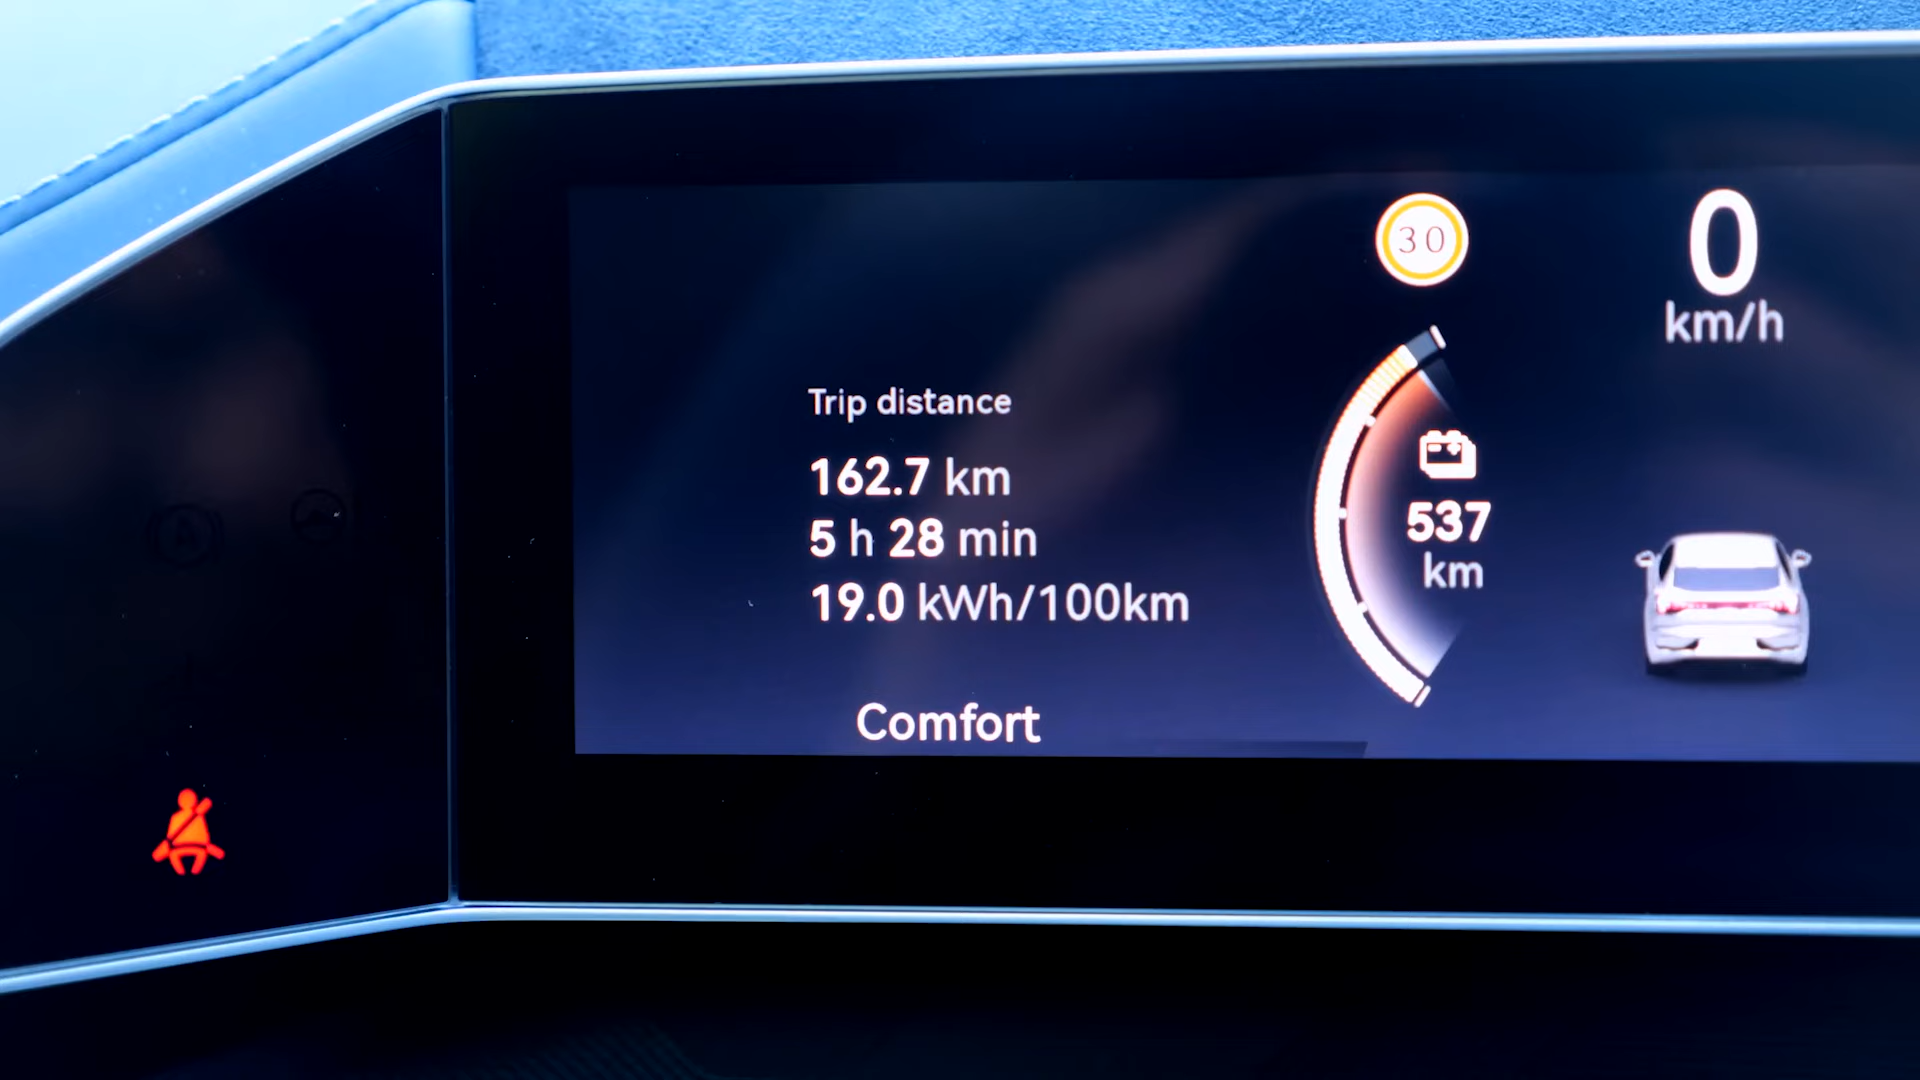 30
0
km/h
Trip distance
162.7 km
5 h 28 min
19.0 kWh/100km
537
km
Comfort